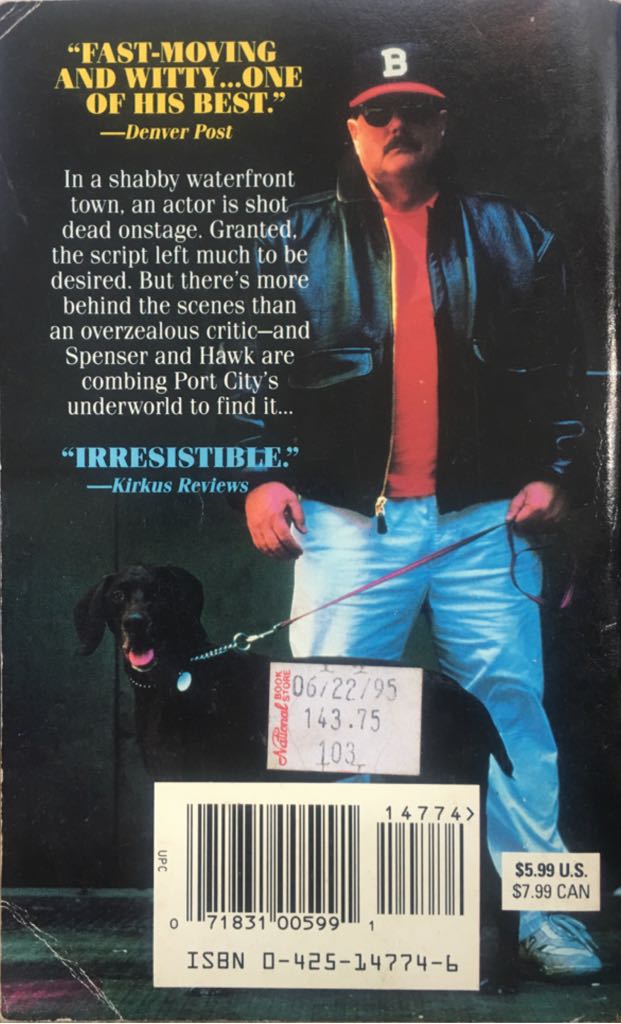 B
“FAST-MOVING
AND WITTY...ONE
OF HIS BEST.”
—Denver Post
In a shabby waterfront
town, an actor is shot
dead onstage. Granted,
the script left much to be
desired. But there's more
behind the scenes than
an overzealous critic—and
Spenser and Hawk are
combing Port City's
underworld to find it...
“IRRESISTIBLE.”
—Kirkus Reviews
National BOOK STORE
06/22/95
143.75
103
14774>
UPC
0 71831 00599 1
ISBN 0-425-14774-6
$5.99 U.S.
$7.99 CAN